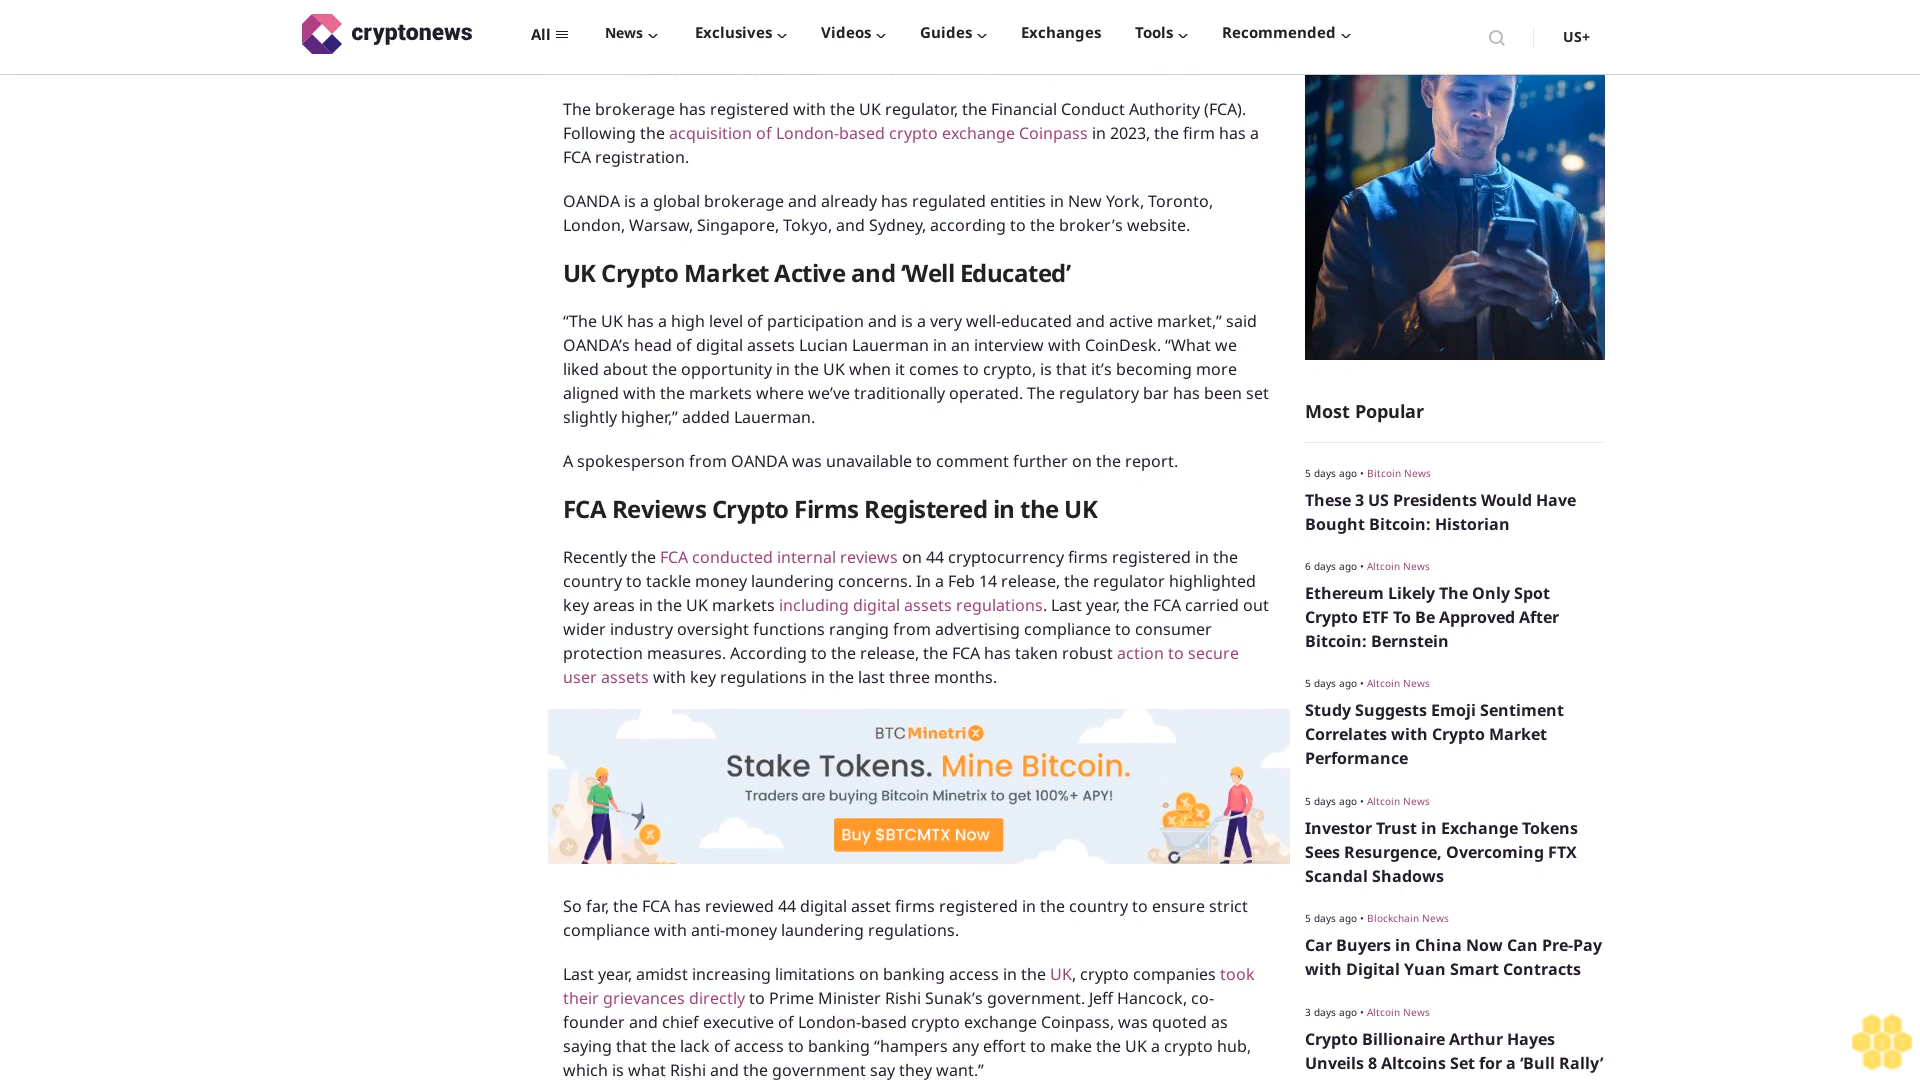 cryptonews
All
News
Exclusives
Videos
Guides
Exchanges
Tools
Recommended
US+
The brokerage has registered with the UK regulator, the Financial Conduct Authority (FCA).
Following the acquisition of London-based crypto exchange Coinpass in 2023, the firm has a
FCA registration.
OANDA is a global brokerage and already has regulated entities in New York, Toronto,
London, Warsaw, Singapore, Tokyo, and Sydney, according to the broker’s website.
UK Crypto Market Active and ‘Well Educated’
“The UK has a high level of participation and is a very well-educated and active market,” said
OANDA’s head of digital assets Lucian Lauerman in an interview with CoinDesk. “What we
liked about the opportunity in the UK when it comes to crypto, is that it’s becoming more
aligned with the markets where we’ve traditionally operated. The regulatory bar has been set
slightly higher,” added Lauerman.
A spokesperson from OANDA was unavailable to comment further on the report.
FCA Reviews Crypto Firms Registered in the UK
Recently the FCA conducted internal reviews on 44 cryptocurrency firms registered in the
country to tackle money laundering concerns. In a Feb 14 release, the regulator highlighted
key areas in the UK markets including digital assets regulations. Last year, the FCA carried out
wider industry oversight functions ranging from advertising compliance to consumer
protection measures. According to the release, the FCA has taken robust action to secure
user assets with key regulations in the last three months.
BTC Minetrix
Stake Tokens. Mine Bitcoin.
Traders are buying Bitcoin Minetrix to get 100%+ APY!
Buy $BTCMTX Now
So far, the FCA has reviewed 44 digital asset firms registered in the country to ensure strict
compliance with anti-money laundering regulations.
Last year, amidst increasing limitations on banking access in the UK, crypto companies took
their grievances directly to Prime Minister Rishi Sunak’s government. Jeff Hancock, co-
founder and chief executive of London-based crypto exchange Coinpass, was quoted as
saying that the lack of access to banking “hampers any effort to make the UK a crypto hub,
which is what Rishi and the government say they want.”
Most Popular
5 days ago • Bitcoin News
These 3 US Presidents Would Have
Bought Bitcoin: Historian
6 days ago • Altcoin News
Ethereum Likely The Only Spot
Crypto ETF To Be Approved After
Bitcoin: Bernstein
5 days ago • Altcoin News
Study Suggests Emoji Sentiment
Correlates with Crypto Market
Performance
5 days ago • Altcoin News
Investor Trust in Exchange Tokens
Sees Resurgence, Overcoming FTX
Scandal Shadows
5 days ago • Blockchain News
Car Buyers in China Now Can Pre-Pay
with Digital Yuan Smart Contracts
3 days ago • Altcoin News
Crypto Billionaire Arthur Hayes
Unveils 8 Altcoins Set for a ‘Bull Rally’